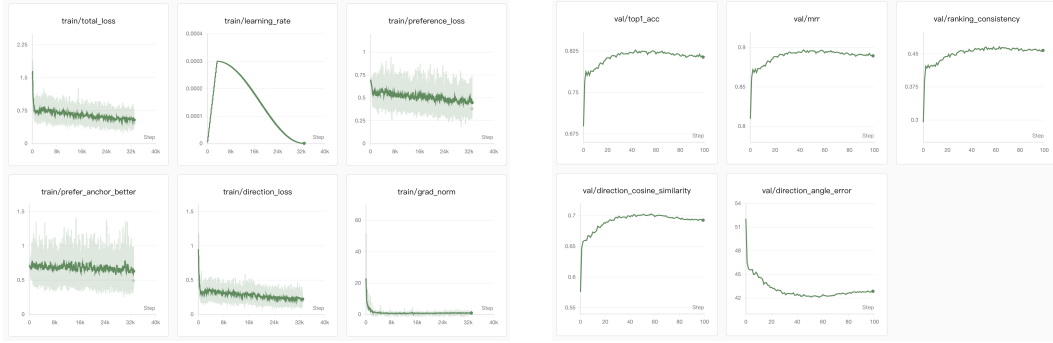 train/total_loss
2.25
1.5
0.75
0
Step
0 8k 16k 24k 32k 40k
train/learning_rate
0.0004
0.0003
0.0002
0.0001
0
Step
0 8k 16k 24k 32k 40k
train/preference_loss
1
0.75
0.5
0.25
0
Step
0 8k 16k 24k 32k 40k
train/prefer_anchor_better
1.5
1
0.5
0
Step
0 8k 16k 24k 32k 40k
train/direction_loss
1.5
1
0.5
0
Step
0 8k 16k 24k 32k 40k
train/grad_norm
60
40
20
0
Step
0 8k 16k 24k 32k 40k
val/top1_acc
0.825
0.75
0.675
Step
0 20 40 60 80 100
val/mrr
0.9
0.85
0.8
Step
0 20 40 60 80 100
val/ranking_consistency
0.45
0.375
0.3
Step
0 20 40 60 80 100
val/direction_cosine_similarity
0.7
0.65
0.6
0.55
Step
0 20 40 60 80 100
val/direction_angle_error
54
51
48
45
42
Step
0 20 40 60 80 100